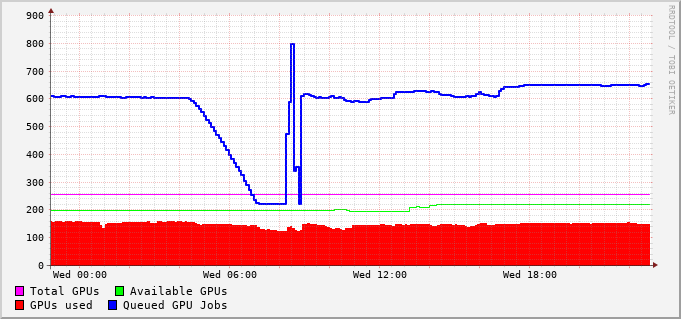 900
800
700
600
500
400
300
200
100
0
Wed 00:00 Wed 06:00 Wed 12:00 Wed 18:00
Total GPUs Available GPUs
GPUs used Queued GPU Jobs
RRDTOOL / TOBI OETIKER